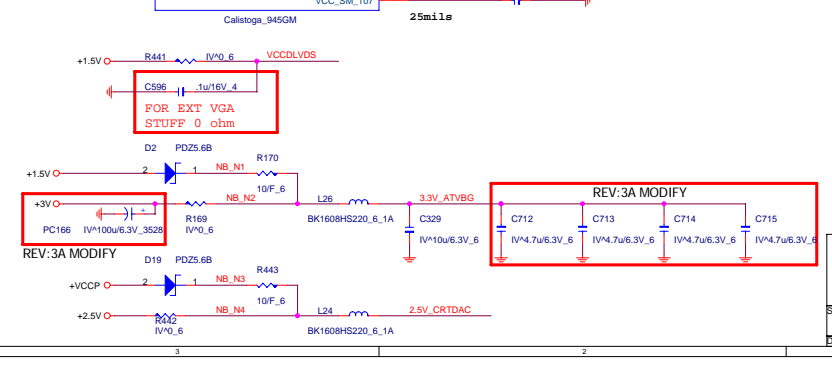 VCC_SM_107
Calistoga_945GM
25mils
R441
IV^0_6
VCCDLVDS
+1.5V
C596
.1u/16V_4
FOR EXT VGA
STUFF 0 ohm
D2
PDZ5.6B
R170
+1.5V
2
1
NB_N1
10/F_6
+3V
NB_N2
L26
3.3V_ATVBG
REV:3A MODIFY
+
R169
C329
C712
C713
C714
C715
PC166
IV^100u/6.3V_3528
IV^0_6
BK1608HS220_6_1A
IV^10u/6.3V_6
IV^4.7u/6.3V_6
IV^4.7u/6.3V_6
IV^4.7u/6.3V_6
IV^4.7u/6.3V_6
REV:3A MODIFY
D19
PDZ5.6B
R443
+VCCP
2
1
NB_N3
10/F_6
+2.5V
NB_N4
L24
2.5V_CRTDAC
R442
IV^0_6
BK1608HS220_6_1A
3
2